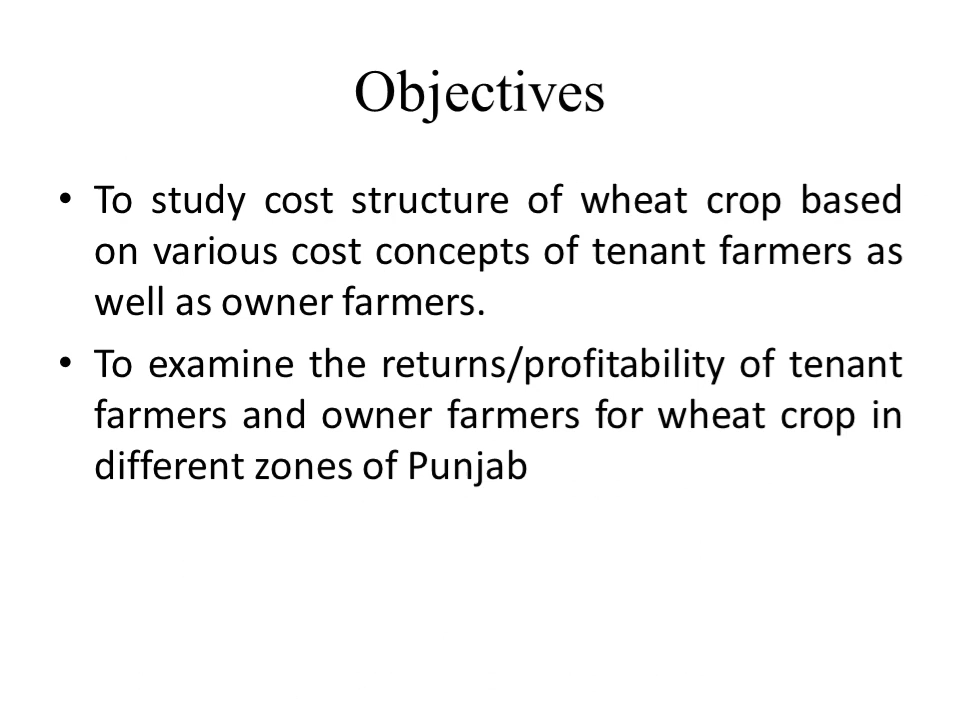 Objectives
• To study cost structure of wheat crop based
on various cost concepts of tenant farmers as
well as owner farmers.
• To examine the returns/profitability of tenant
farmers and owner farmers for wheat crop in
different zones of Punjab